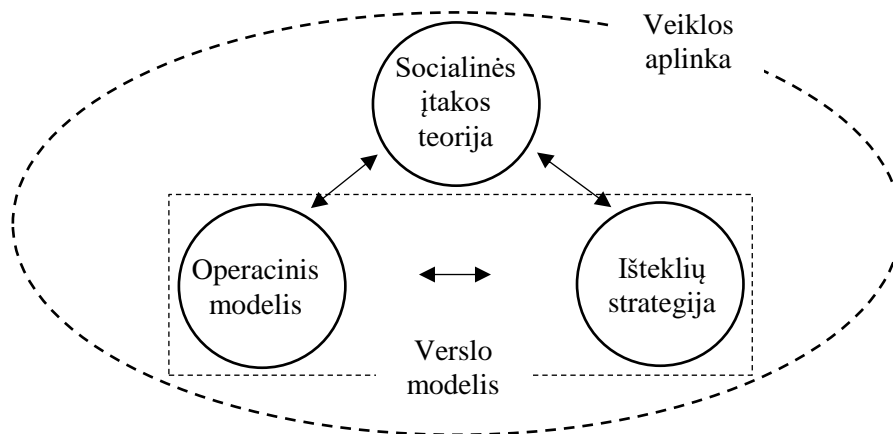 Veiklos
aplinka
Socialinės
įtakos
teorija
Operacinis
modelis
Išteklių
strategija
Verslo
modelis